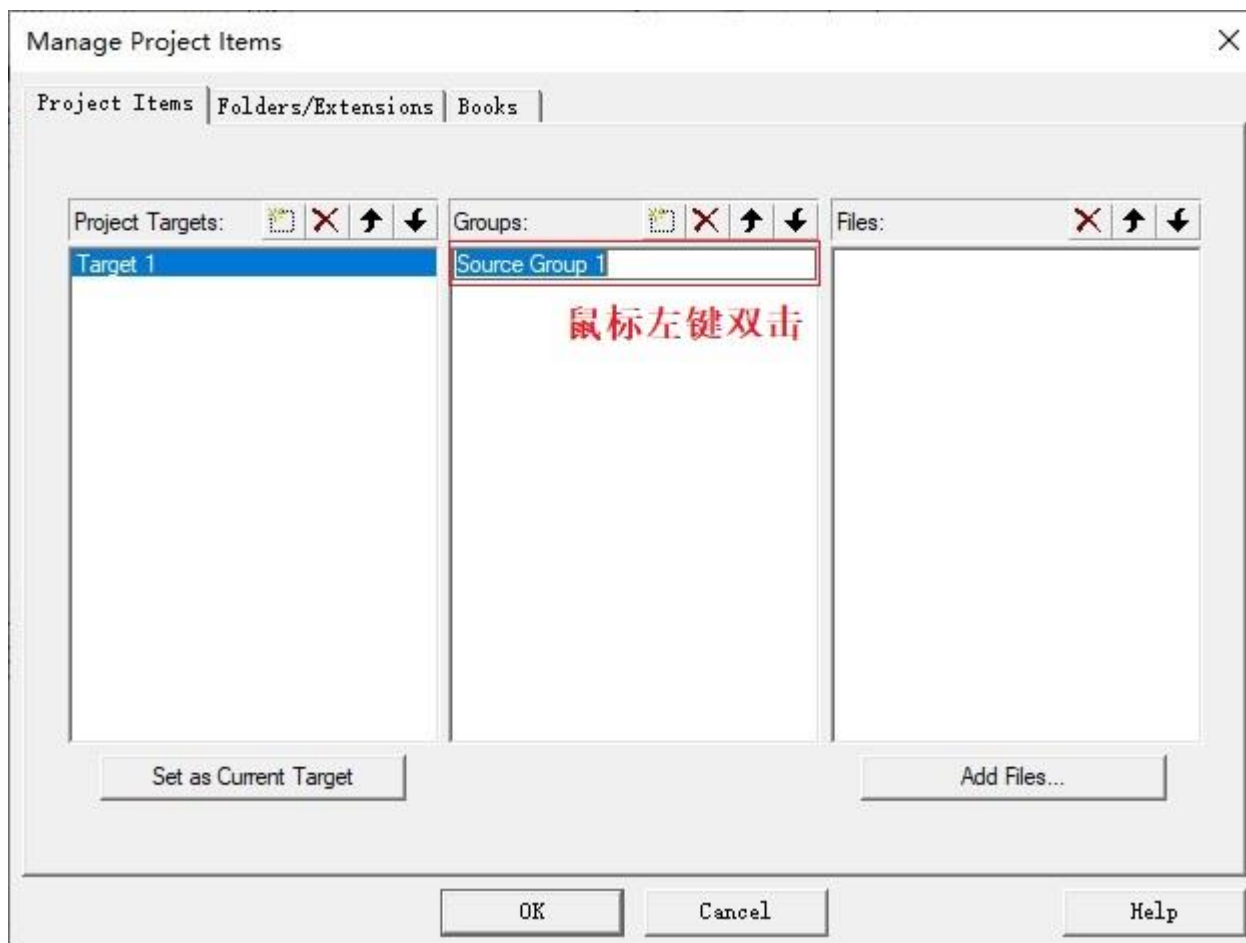 Manage Project Items
Project Items Folders/Extensions Books
Project Targets: Groups: Files:
Target 1 Source Group 1
鼠标左键双击
Set as Current Target Add Files...
OK Cancel Help